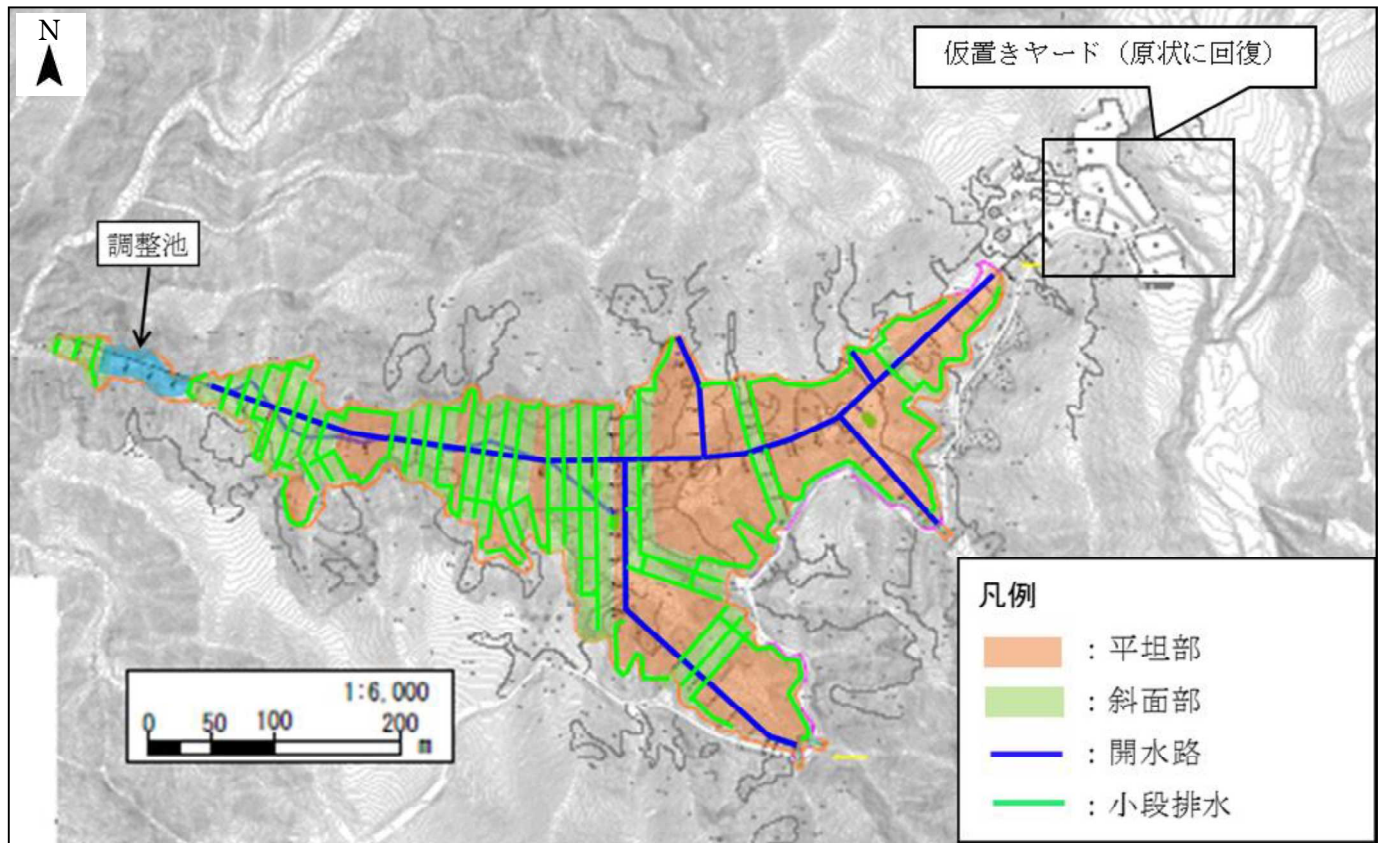 N
仮置きヤード（原状に回復）
調整池
凡例
：平坦部
：斜面部
：開水路
：小段排水
1:6,000
0 50 100 200
m